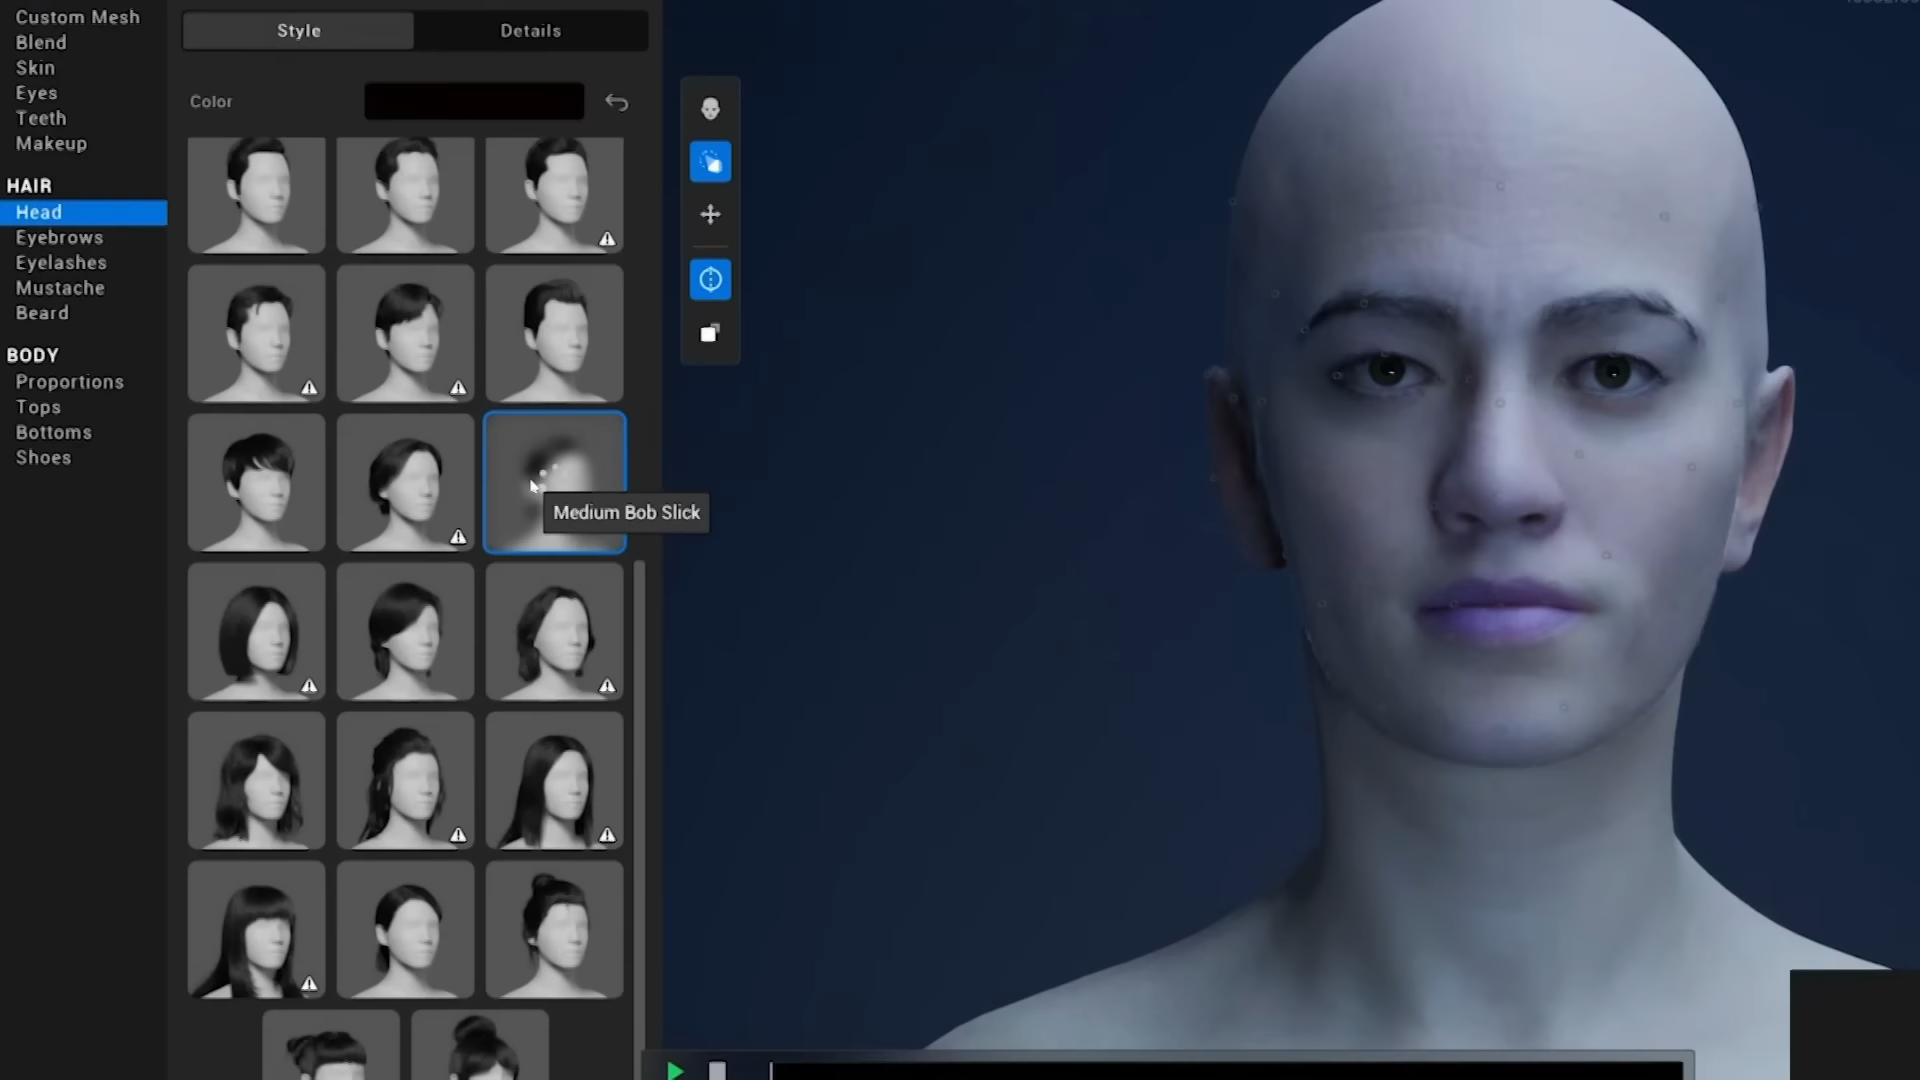 Custom Mesh
Blend
Skin
Eyes
Teeth
Makeup
HAIR
Head
Eyebrows
Eyelashes
Mustache
Beard
BODY
Proportions
Tops
Bottoms
Shoes
Style
Details
Color
Medium Bob Slick